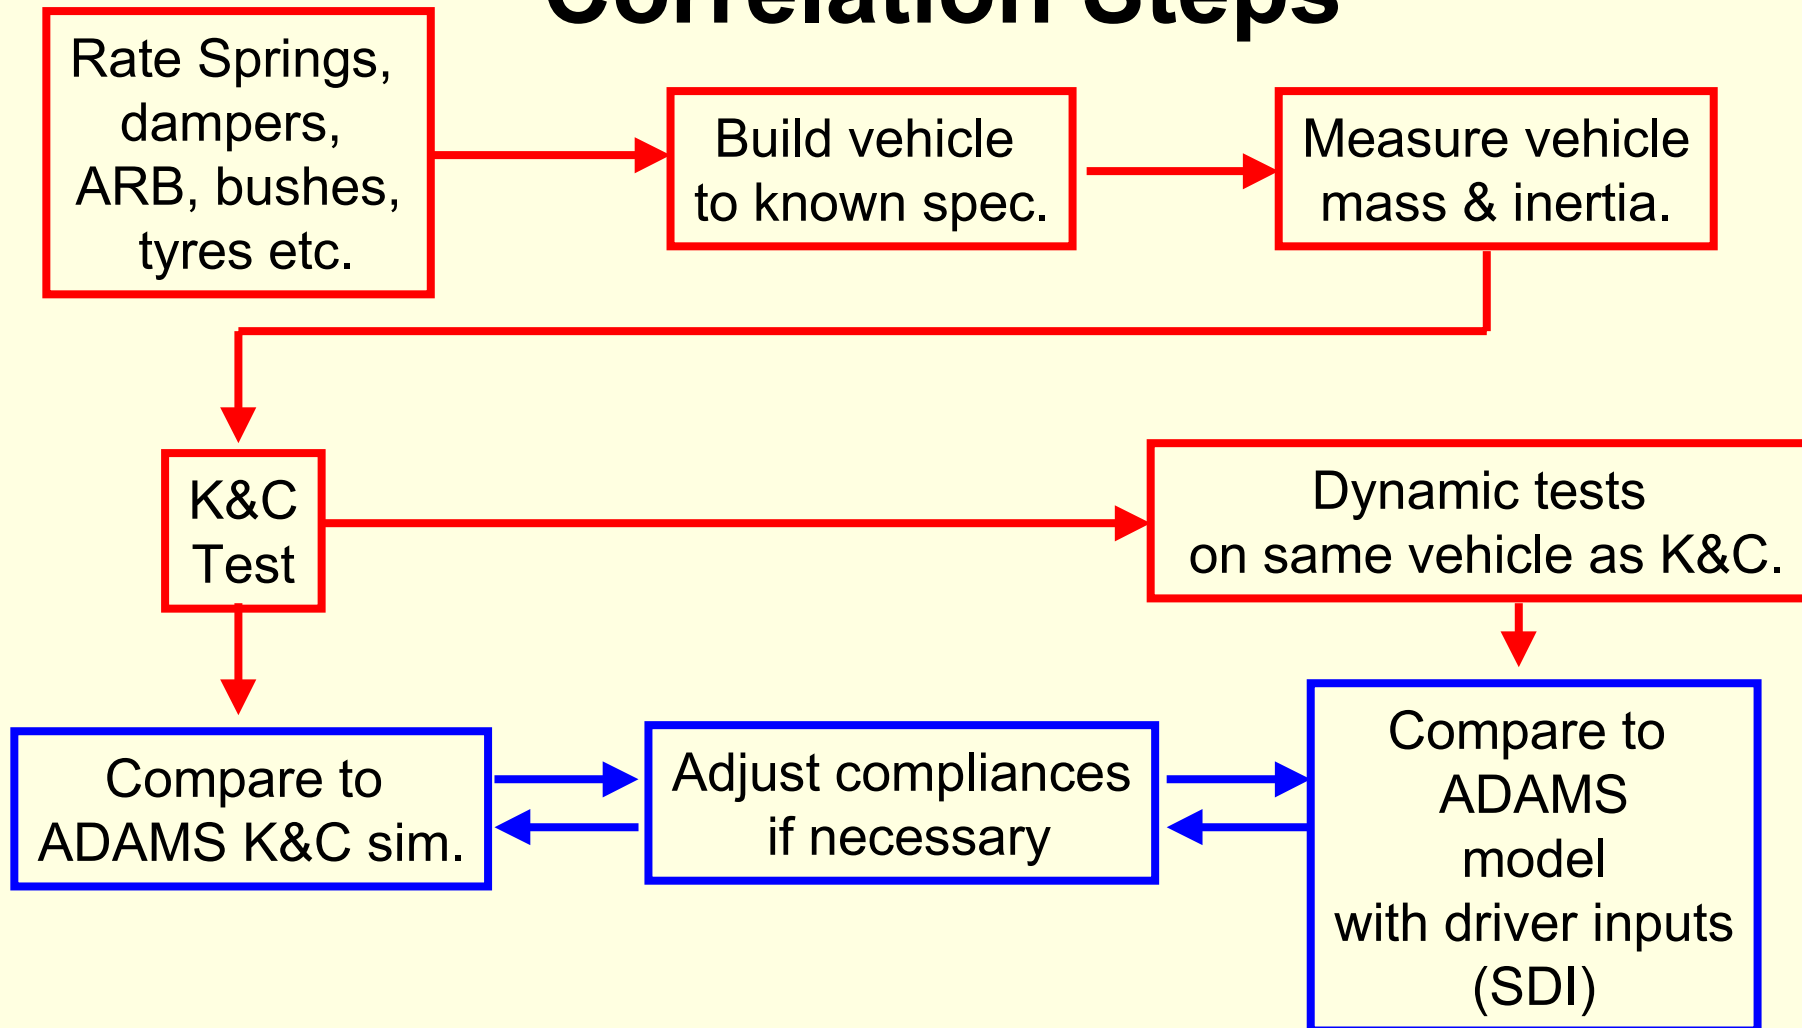 Correlation Steps
Rate Springs,
dampers,
ARB, bushes,
tyres etc.
Build vehicle
to known spec.
Measure vehicle
mass & inertia.
K&C
Test
Dynamic tests
on same vehicle as K&C.
Compare to
ADAMS K&C sim.
Adjust compliances
if necessary
Compare to
ADAMS
model
with driver inputs
(SDI)